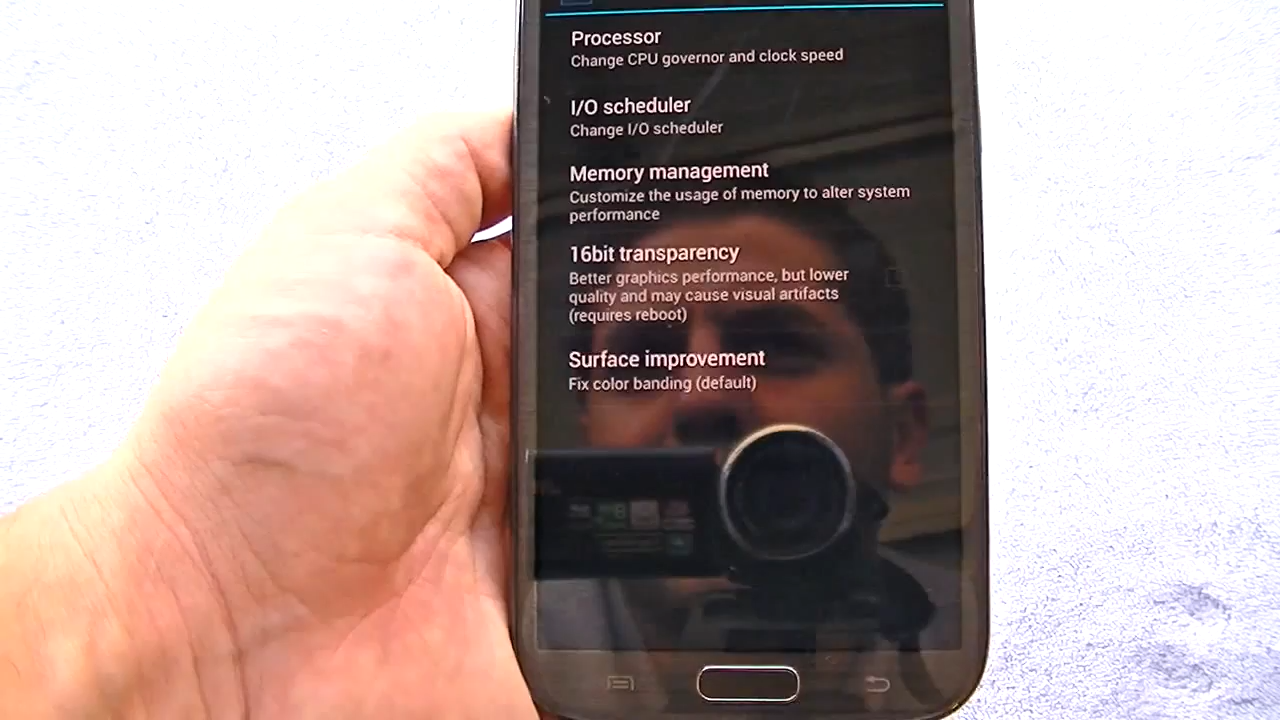 Processor
Change CPU governor and clock speed
I/O scheduler
Change I/O scheduler
Memory management
Customize the usage of memory to alter system
performance
16bit transparency
Better graphics performance, but lower
quality and may cause visual artifacts
(requires reboot)
Surface improvement
Fix color banding (default)